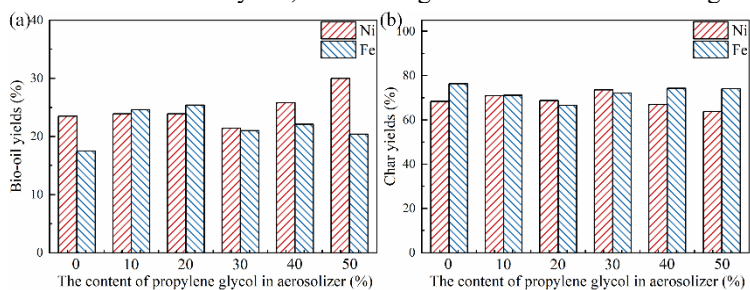 (a)
40
30
20
10
0
Bio-oil yields (%)
Ni
Fe
0 10 20 30 40 50
The content of propylene glycol in aerosolizer (%)
(b)
100
80
60
40
20
0
Char yields (%)
Ni
Fe
0 10 20 30 40 50
The content of propylene glycol in aerosolizer (%)